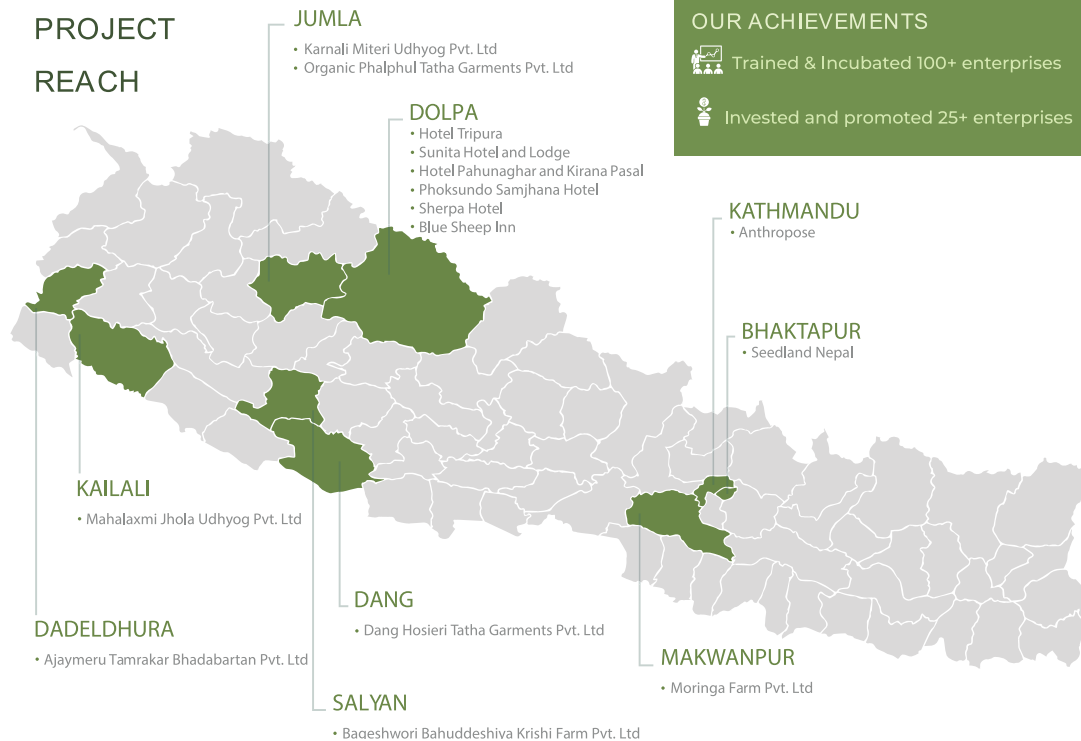 PROJECT
REACH
JUMLA
• Karnali Miteri Udhyog Pvt. Ltd
• Organic Phalphul Tatha Garments Pvt. Ltd
DOLPA
• Hotel Tripura
• Sunita Hotel and Lodge
• Hotel Pahunaghar and Kirana Pasal
• Phoksundo Samjhana Hotel
• Sherpa Hotel
• Blue Sheep Inn
OUR ACHIEVEMENTS
Trained & Incubated 100+ enterprises
Invested and promoted 25+ enterprises
KATHMANDU
• Anthropose
BHAKTAPUR
• Seedland Nepal
KAILALI
• Mahalaxmi Jhola Udhyog Pvt. Ltd
DANG
• Dang Hosieri Tatha Garments Pvt. Ltd
DADELDHURA
• Ajaymeru Tamrakar Bhadabartan Pvt. Ltd
MAKWANPUR
• Moringa Farm Pvt. Ltd
SALYAN
• Bageshwori Bahuddeshiya Krishi Farm Pvt. Ltd